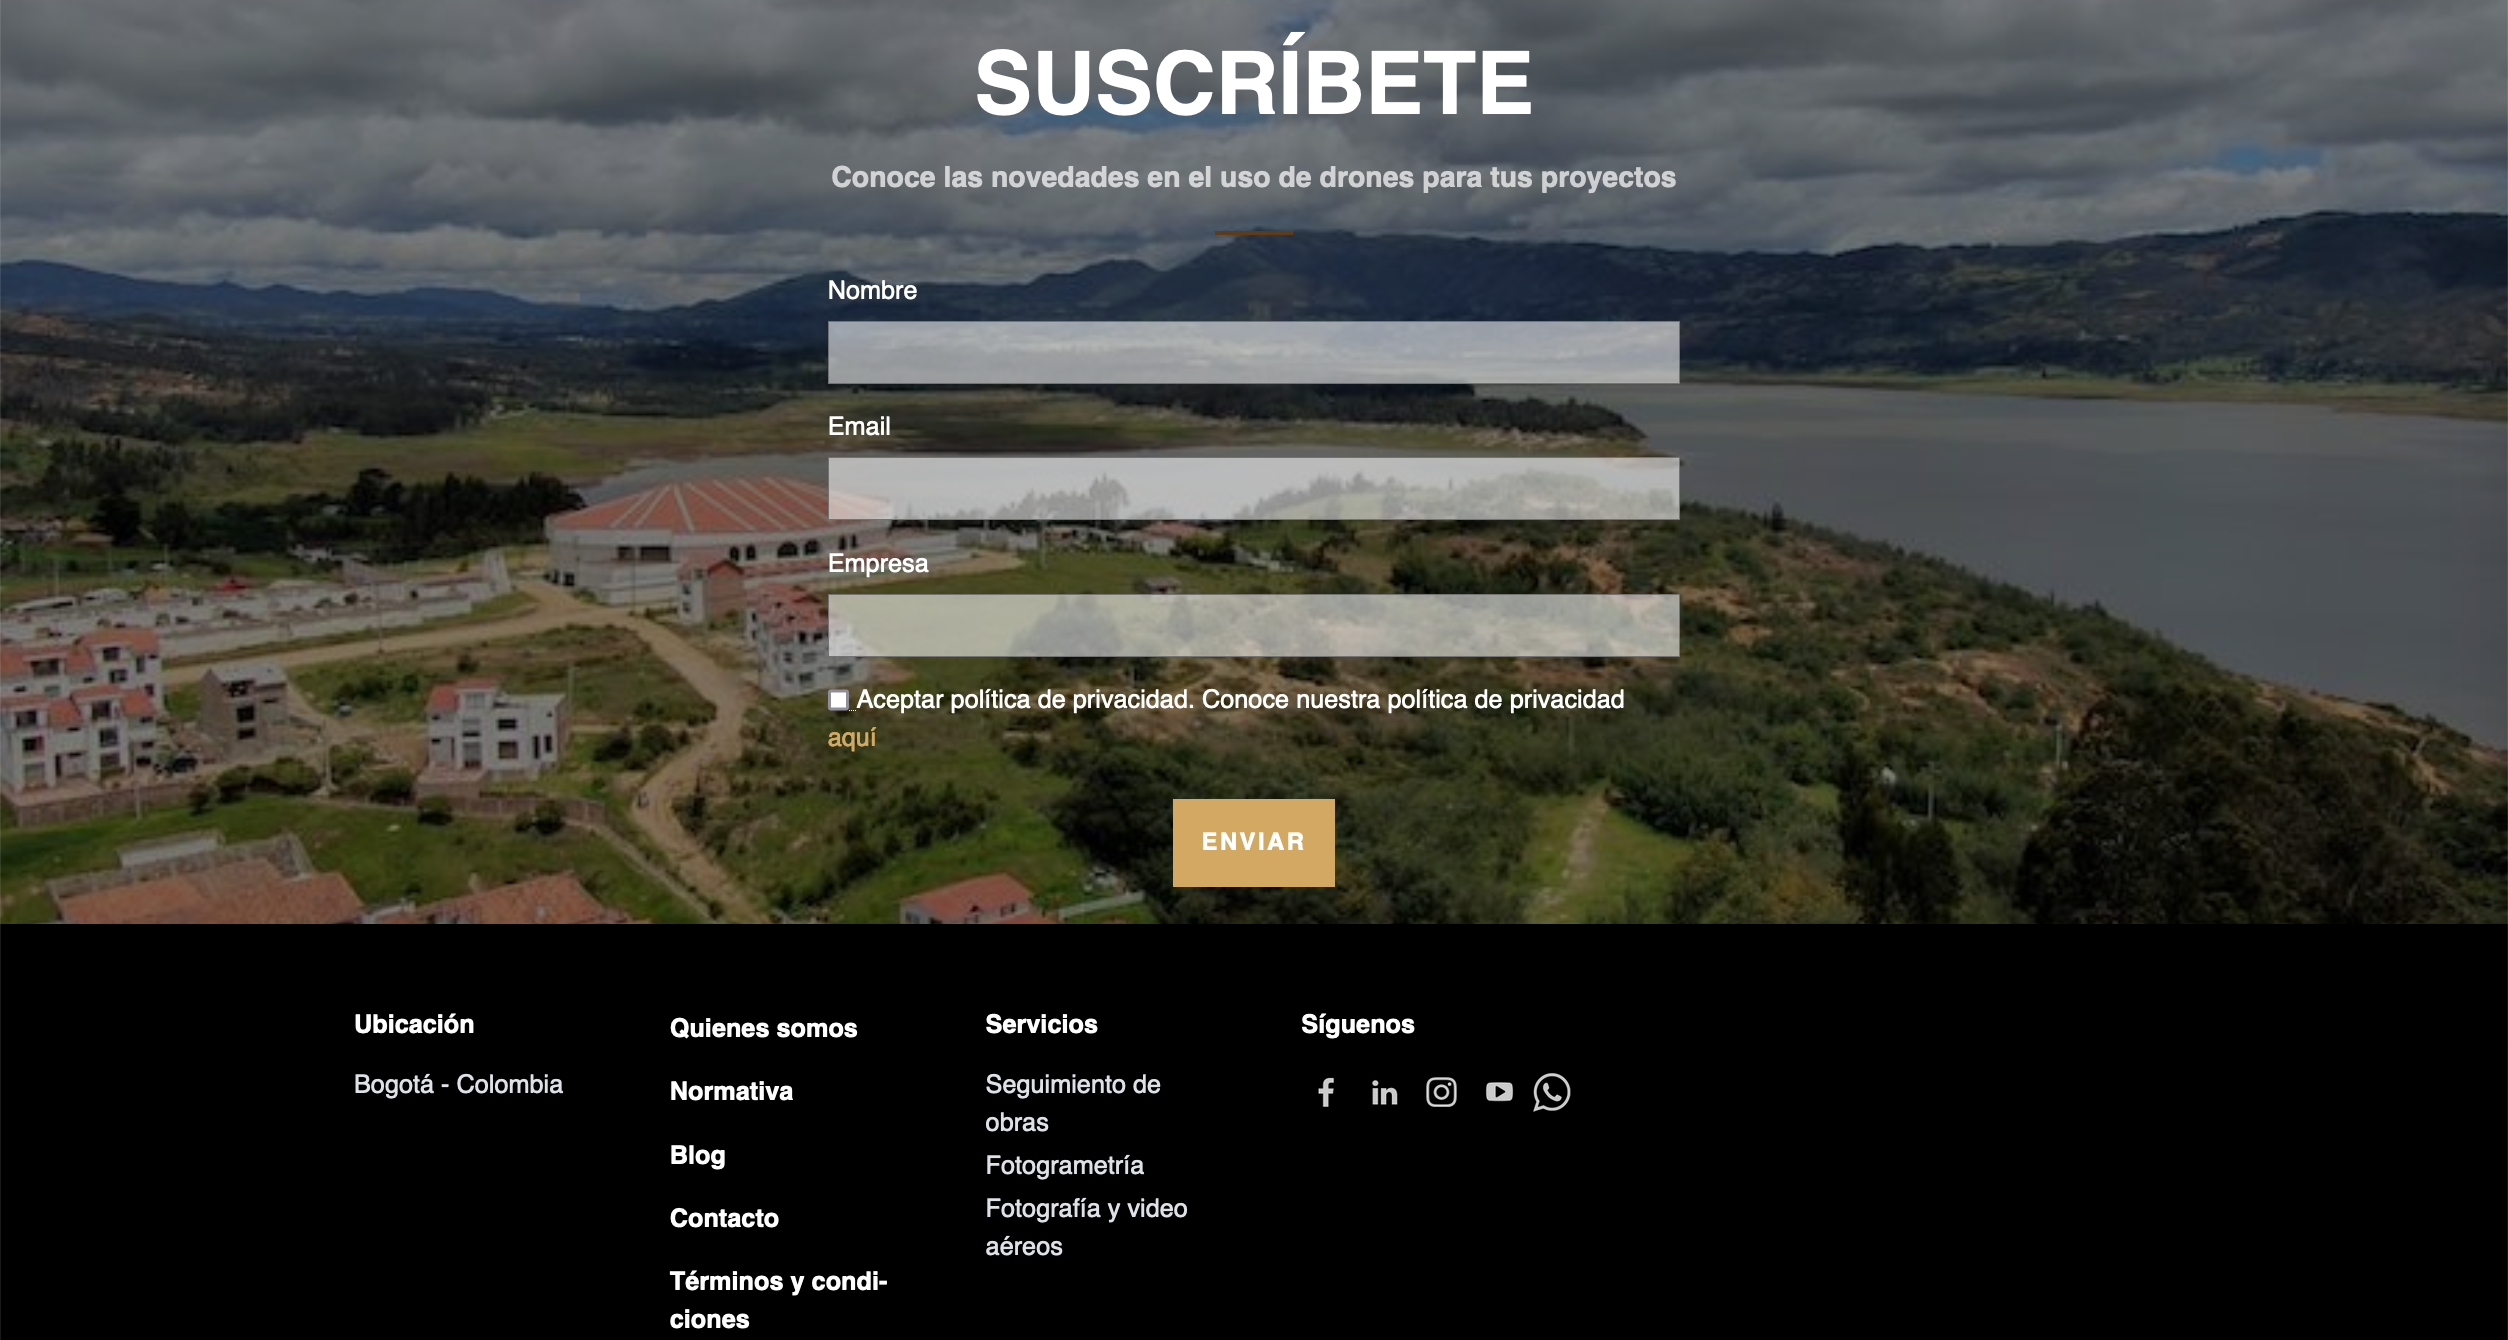 SUSCRÍBETE
Conoce las novedades en el uso de drones para tus proyectos
Nombre
Email
Empresa
Aceptar política de privacidad. Conoce nuestra política de privacidad
aquí
ENVIAR
Ubicación
Bogotá - Colombia
Quienes somos
Normativa
Blog
Contacto
Términos y condi-
ciones
Servicios
Seguimiento de
obras
Fotogrametría
Fotografía y video
aéreos
Síguenos